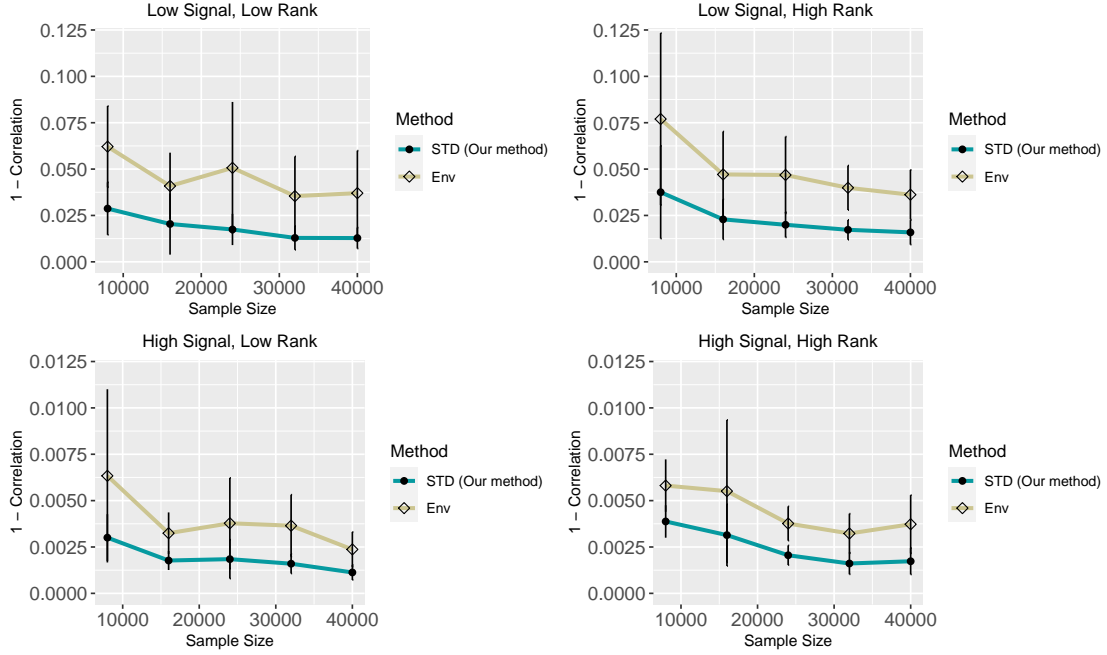 Low Signal, Low Rank
0.125
0.100
0.075
0.050
0.025
0.000
1 − Correlation
10000 20000 30000 40000
Sample Size
Method
STD (Our method)
Env
Low Signal, High Rank
0.125
0.100
0.075
0.050
0.025
0.000
1 − Correlation
10000 20000 30000 40000
Sample Size
Method
STD (Our method)
Env
High Signal, Low Rank
0.0125
0.0100
0.0075
0.0050
0.0025
0.0000
1 − Correlation
10000 20000 30000 40000
Sample Size
Method
STD (Our method)
Env
High Signal, High Rank
0.0125
0.0100
0.0075
0.0050
0.0025
0.0000
1 − Correlation
10000 20000 30000 40000
Sample Size
Method
STD (Our method)
Env